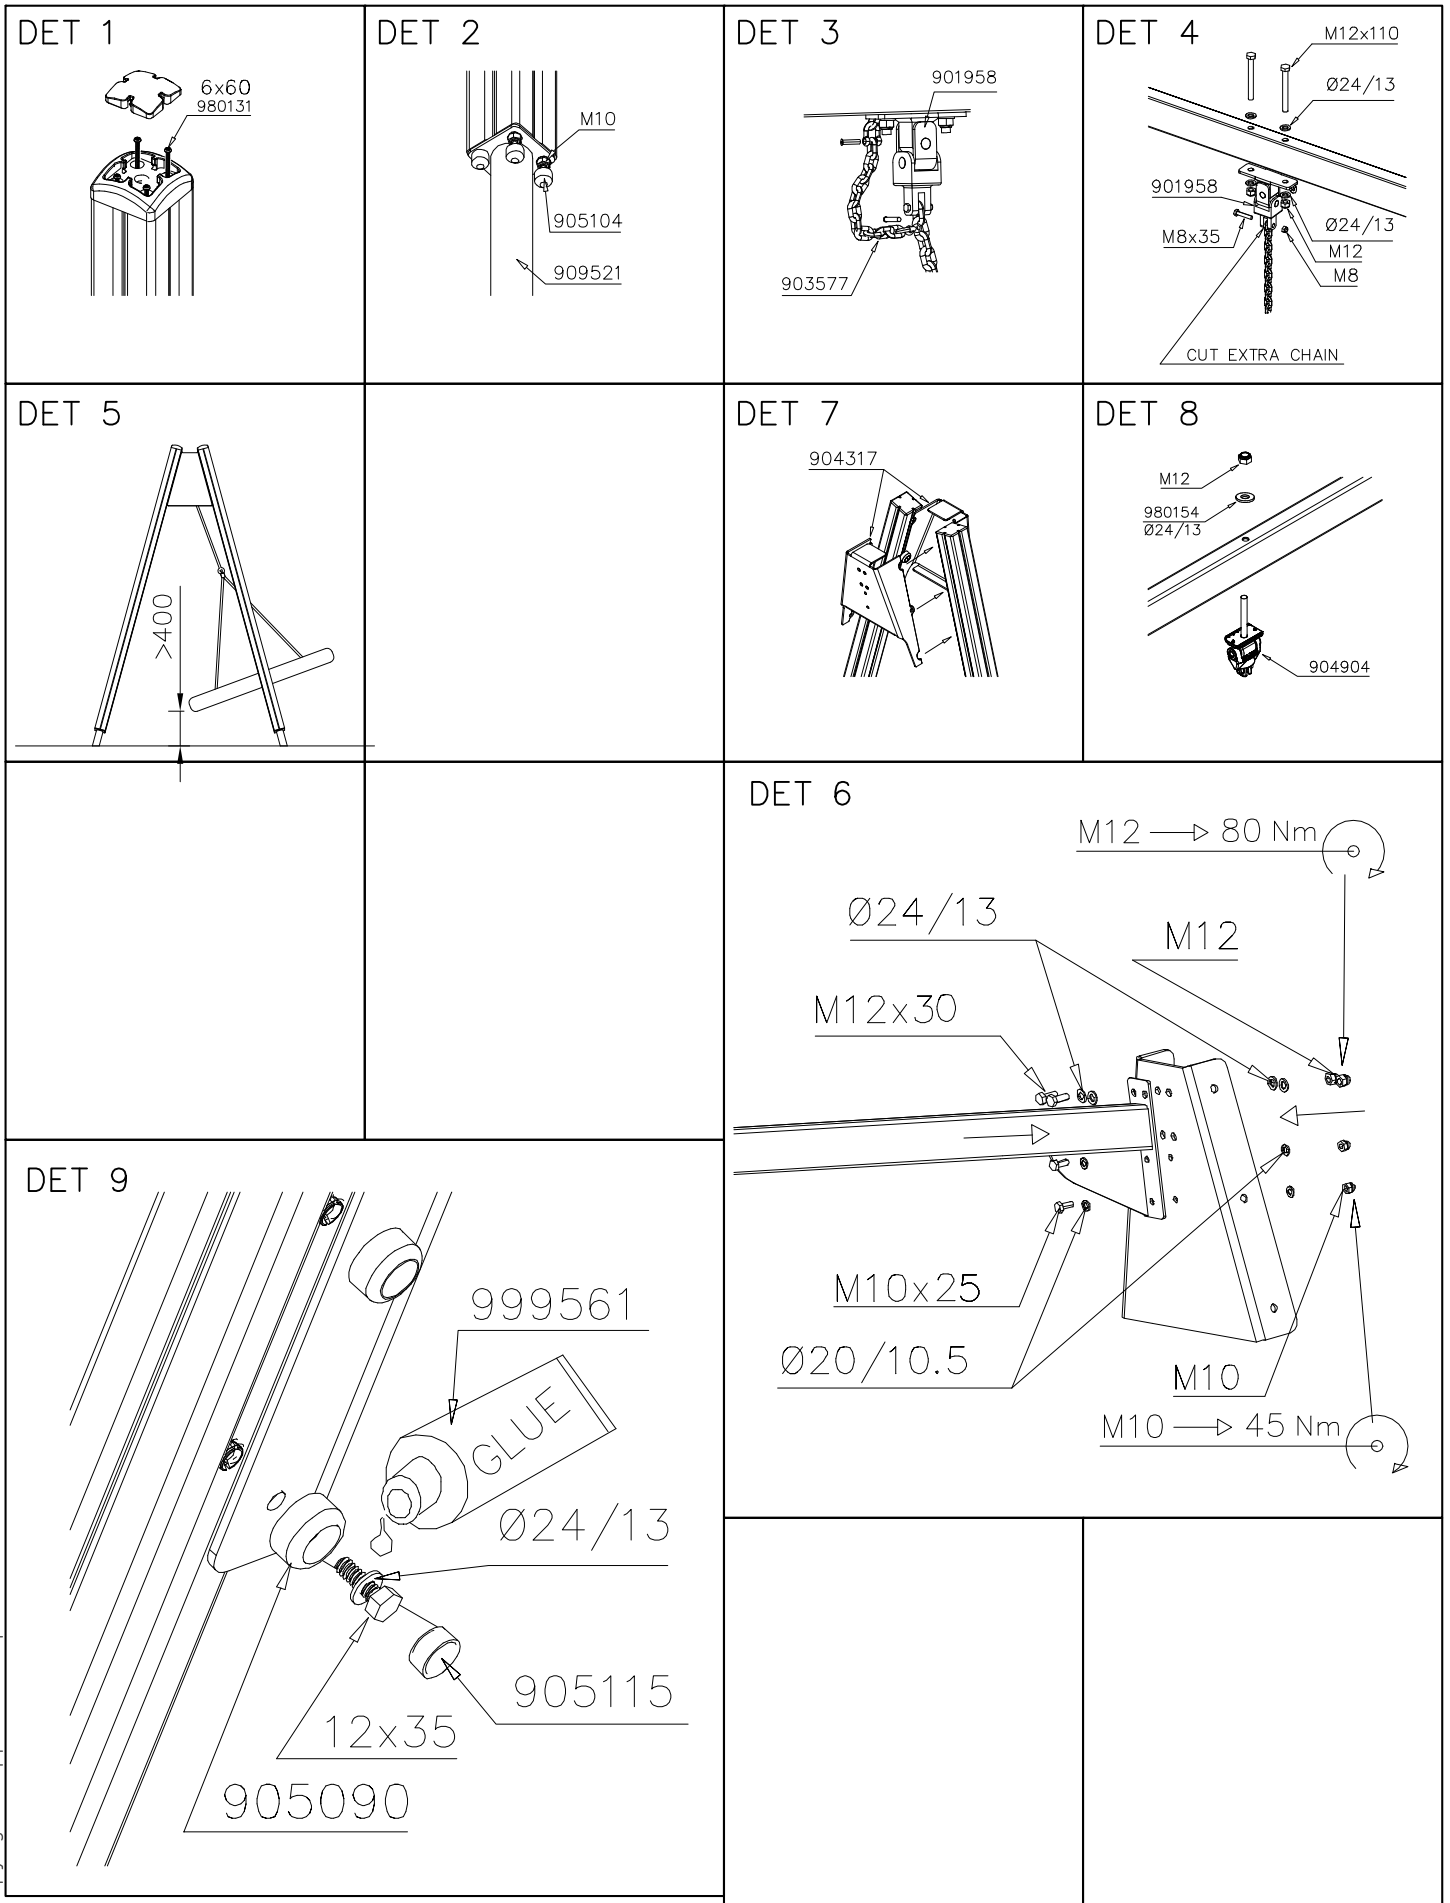 DET 1
6x60
980131
DET 2
M10
905104
909521
DET 3
901958
903577
DET 4
M12x110
Ø24/13
901958
M8x35
Ø24/13
M12
M8
CUT EXTRA CHAIN
DET 5
>400
DET 7
904317
DET 8
M12
980154
Ø24/13
904904
DET 6
M12 80 Nm
Ø24/13
M12
M12x30
M10x25
Ø20/10.5
M10
M10 45 Nm
DET 9
999561
GLUE
Ø24/13
905115
12x35
905090